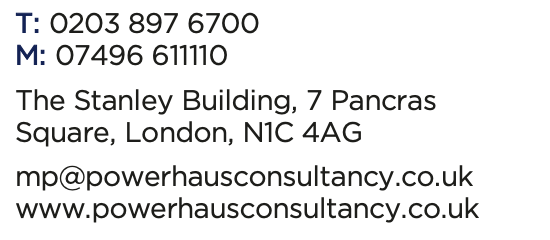 T: 0203 897 6700
M: 07496 611110
The Stanley Building, 7 Pancras
Square, London, N1C 4AG
mp@powerhausconsultancy.co.uk
www.powerhausconsultancy.co.uk